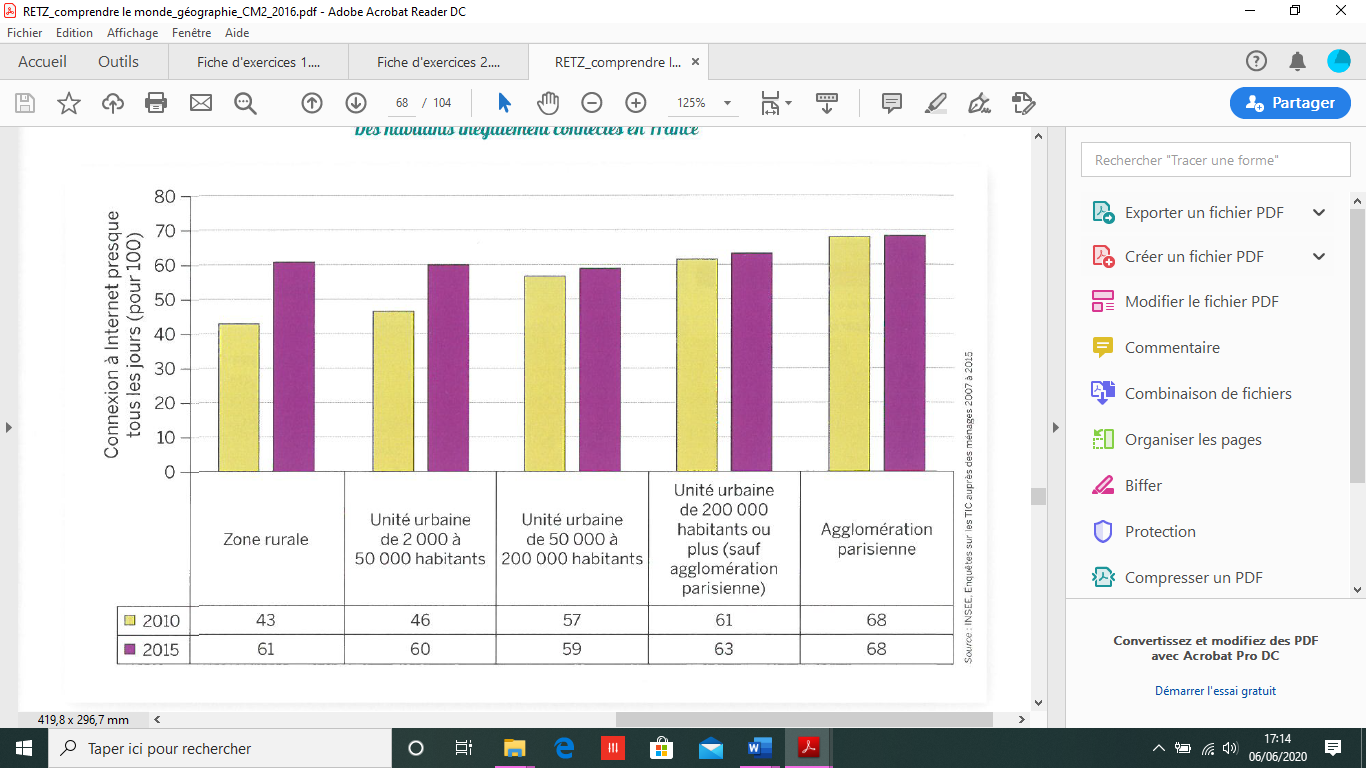 RETZ_comprendre le monde_géographie_CM2_2016.pdf - Adobe Acrobat Reader DC
Fichier Edition Affichage Fenêtre Aide
Accueil Outils Fiche d'exercices 1.... Fiche d'exercices 2.... RETZ_comprendre l... ×
68 / 104 125% Partager
Des habitants inégalement connectés en France
Connexion à Internet presque
tous les jours (pour 100)
80
70
60
50
40
30
20
10
0
Zone rurale
Unité urbaine
de 2 000 à
50 000 habitants
Unité urbaine
de 50 000 à
200 000 habitants
Unité urbaine
de 200 000
habitants ou
plus (sauf
agglomération
parisienne)
Agglomération
parisienne
2010 43 46 57 61 68
2015 61 60 59 63 68
Source : INSEE, Enquêtes sur les TIC auprès des ménages 2007 à 2015
Rechercher "Tracer une forme"
Exporter un fichier PDF
Créer un fichier PDF
Modifier le fichier PDF
Commentaire
Combinaison de fichiers
Organiser les pages
Biffer
Protection
Compresser un PDF
Convertissez et modifiez des PDF
avec Acrobat Pro DC
Démarrer l'essai gratuit
419,8 x 296,7 mm
Taper ici pour rechercher
17:14
06/06/2020